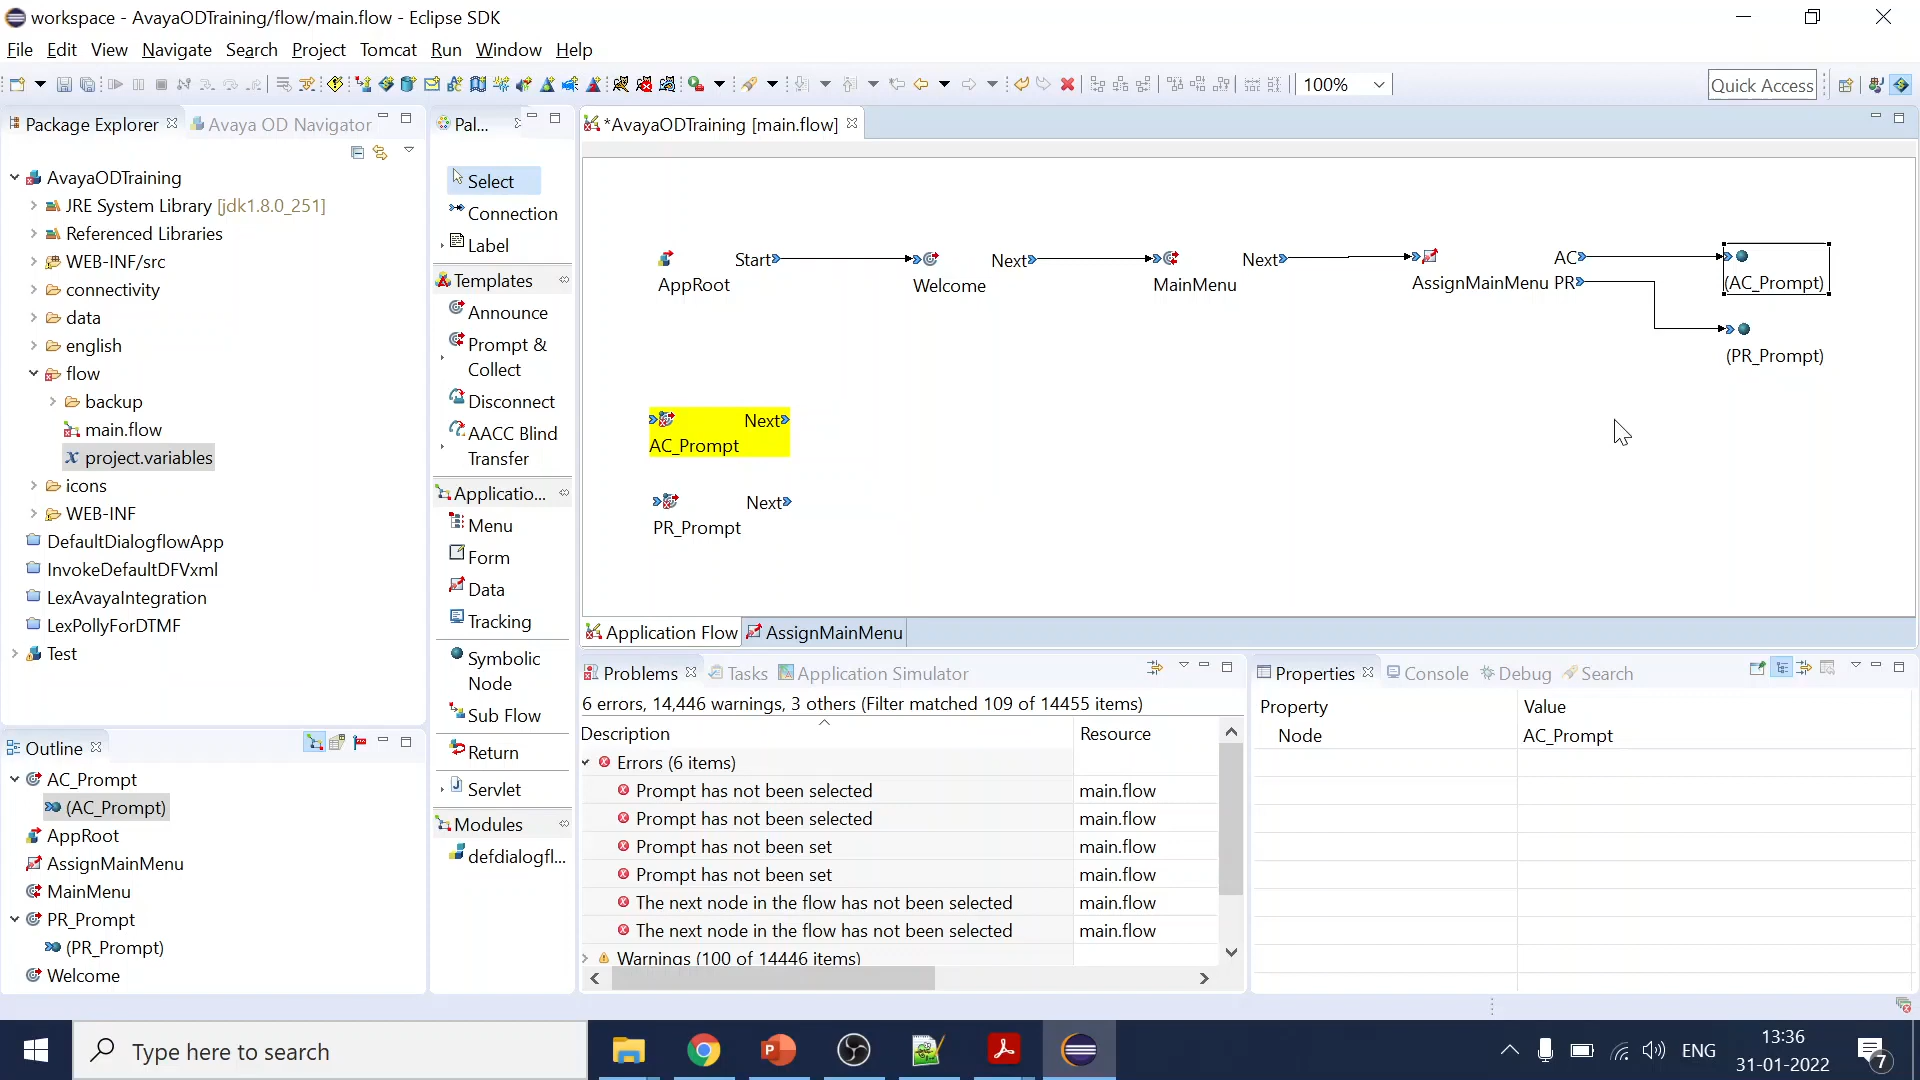 workspace - AvayaODTraining/flow/main.flow - Eclipse SDK
File Edit View Navigate Search Project Tomcat Run Window Help
100%
Quick Access
Package Explorer
Avaya OD Navigator
AvayaODTraining
JRE System Library [jdk1.8.0_251]
Referenced Libraries
WEB-INF/src
connectivity
data
english
flow
backup
main.flow
project.variables
icons
WEB-INF
DefaultDialogflowApp
InvokeDefaultDFVxml
LexAvayaIntegration
LexPollyForDTMF
Test
Outline
AC_Prompt
(AC_Prompt)
AppRoot
AssignMainMenu
MainMenu
PR_Prompt
(PR_Prompt)
Welcome
Pal...
Select
Connection
Label
Templates
Announce
Prompt &
Collect
Disconnect
AACC Blind
Transfer
Applicatio...
Menu
Form
Data
Tracking
Symbolic
Node
Sub Flow
Return
Servlet
Modules
defdialogfl...
*AvayaODTraining [main.flow]
Start
AppRoot
Next
Welcome
Next
MainMenu
AC
AssignMainMenu PR
(AC_Prompt)
(PR_Prompt)
Next
AC_Prompt
Next
PR_Prompt
Application Flow
AssignMainMenu
Problems
Tasks
Application Simulator
6 errors, 14,446 warnings, 3 others (Filter matched 109 of 14455 items)
Description Resource
Errors (6 items)
Prompt has not been selected main.flow
Prompt has not been selected main.flow
Prompt has not been set main.flow
Prompt has not been set main.flow
The next node in the flow has not been selected main.flow
The next node in the flow has not been selected main.flow
Warnings (100 of 14446 items)
Properties
Console
Debug
Search
Property Value
Node AC_Prompt
Type here to search
ENG
13:36
31-01-2022
7